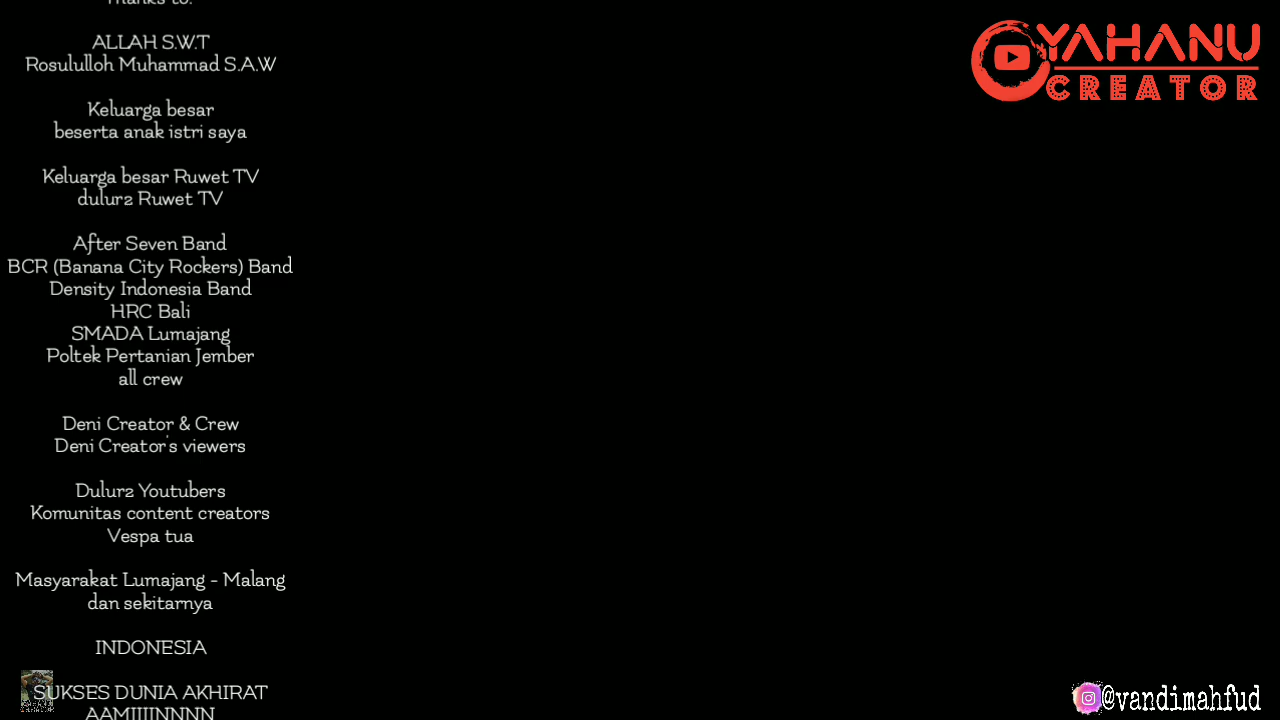 Thanks to:
ALLAH S.W.T
Rosululloh Muhammad S.A.W
Keluarga besar
beserta anak istri saya
Keluarga besar Ruwet TV
dulur2 Ruwet TV
After Seven Band
BCR (Banana City Rockers) Band
Density Indonesia Band
HRC Bali
SMADA Lumajang
Poltek Pertanian Jember
all crew
Deni Creator & Crew
Deni Creator's viewers
Dulur2 Youtubers
Komunitas content creators
Vespa tua
Masyarakat Lumajang - Malang
dan sekitarnya
INDONESIA
SUKSES DUNIA AKHIRAT
AAMIIIINNNN
YAHANU
CREATOR
@vandimahfud